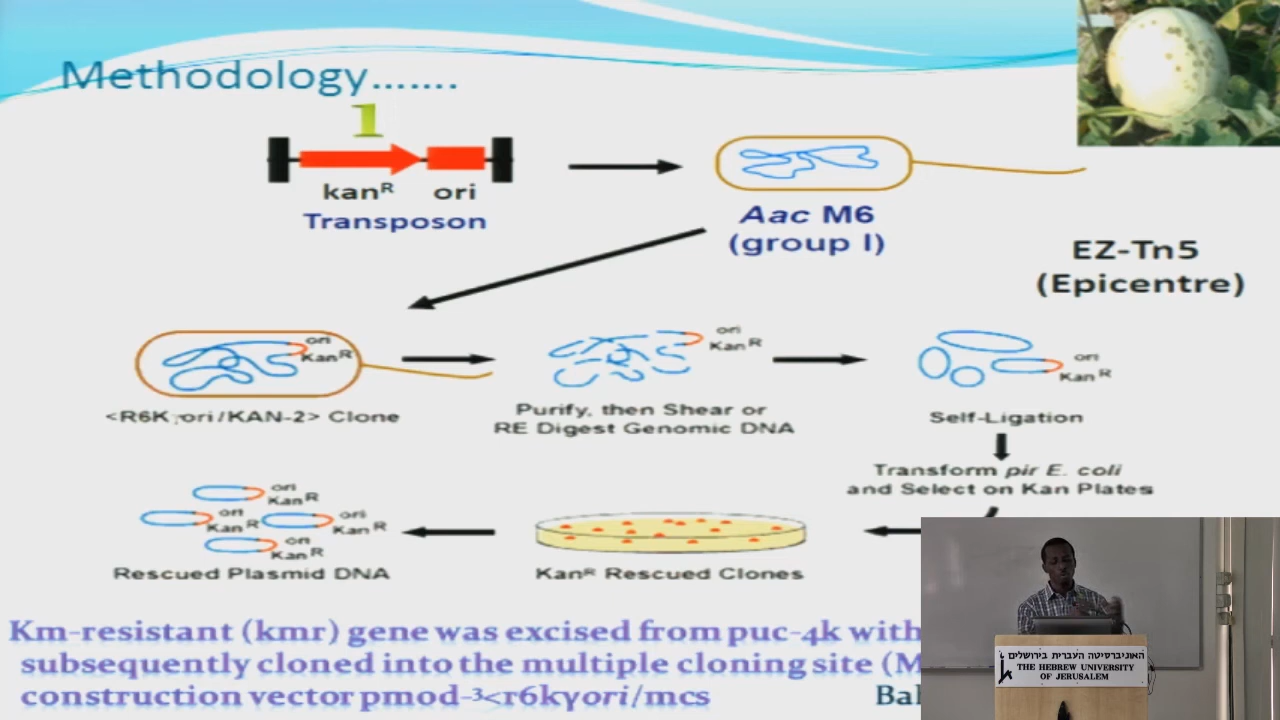 Methodology.......
1
kanR ori
Transposon
Aac M6
(group I)
EZ-Tn5
(Epicentre)
ori
KanR
<R6Kγori/KAN-2> Clone
ori
KanR
Purify, then Shear or
RE Digest Genomic DNA
ori
KanR
Self-Ligation
Transform pir E. coli
and Select on Kan Plates
ori
KanR
ori
KanR
ori
KanR
ori
KanR
Rescued Plasmid DNA
KanR Rescued Clones
Km-resistant (kmr) gene was excised from puc-4k with
subsequently cloned into the multiple cloning site (M
construction vector pmod-3<r6kγori/mcs
Bal
האוניברסיטה העברית בירושלים
THE HEBREW UNIVERSITY
OF JERUSALEM